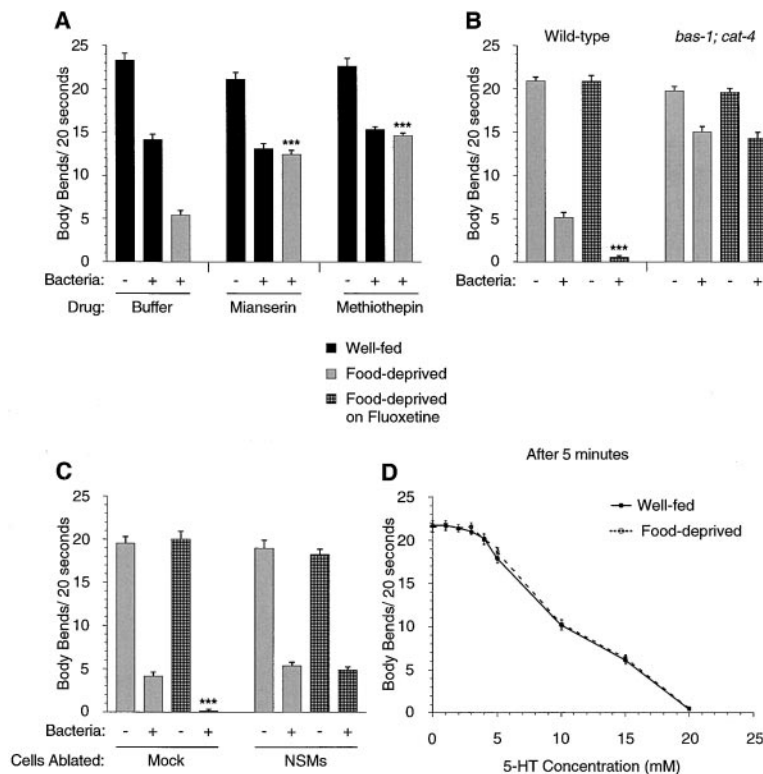 A
Body Bends/ 20 seconds
25
20
15
10
5
0
***
***
Bacteria: - + + - + + - + +
Drug: Buffer Mianserin Methiothepin
B
Wild-type bas-1; cat-4
Body Bends/ 20 seconds
25
20
15
10
5
0
***
Bacteria: - + - + - + - +
Well-fed
Food-deprived
Food-deprived
on Fluoxetine
C
Body Bends/ 20 seconds
25
20
15
10
5
0
***
Bacteria: - + - + - + - +
Cells Ablated: Mock NSMs
D
After 5 minutes
Body Bends/ 20 seconds
25
20
15
10
5
0
Well-fed
Food-deprived
0 5 10 15 20 25
5-HT Concentration (mM)